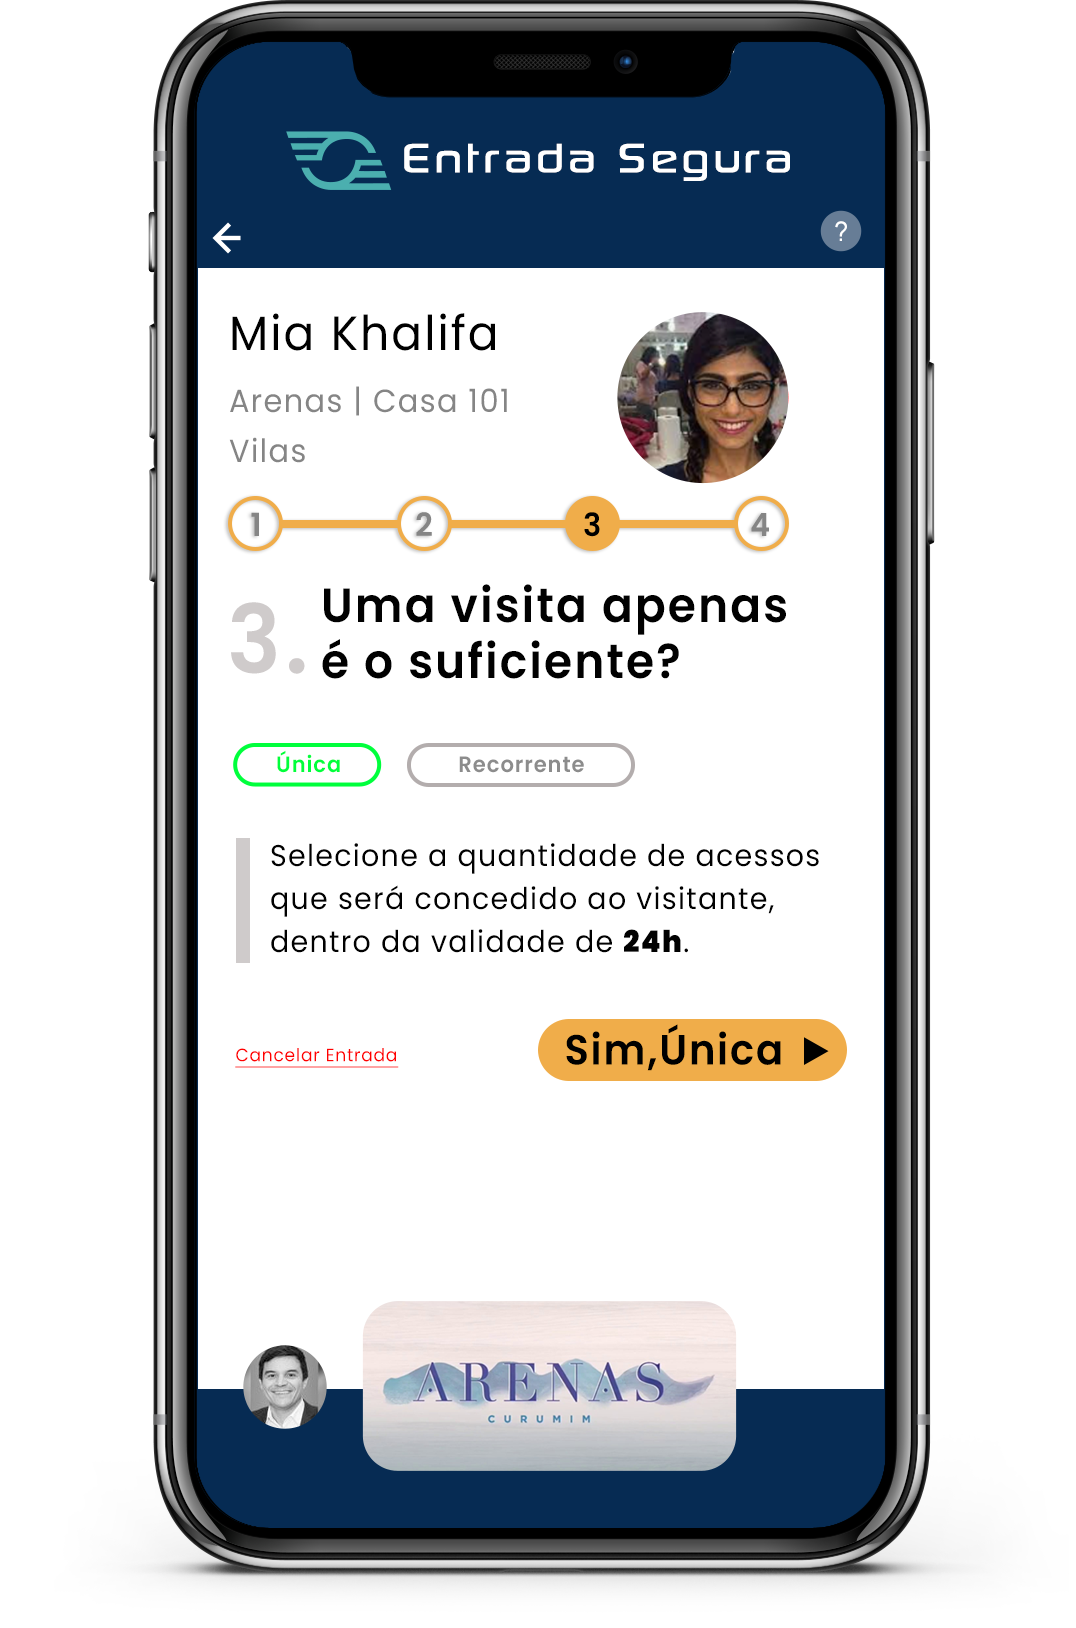 Entrada Segura
?
Mia Khalifa
Arenas | Casa 101
Vilas
1 2 3 4
3. Uma visita apenas
é o suficiente?
Única Recorrente
Selecione a quantidade de acessos
que será concedido ao visitante,
dentro da validade de 24h.
Cancelar Entrada Sim,Única
ARENAS
CURUMIM